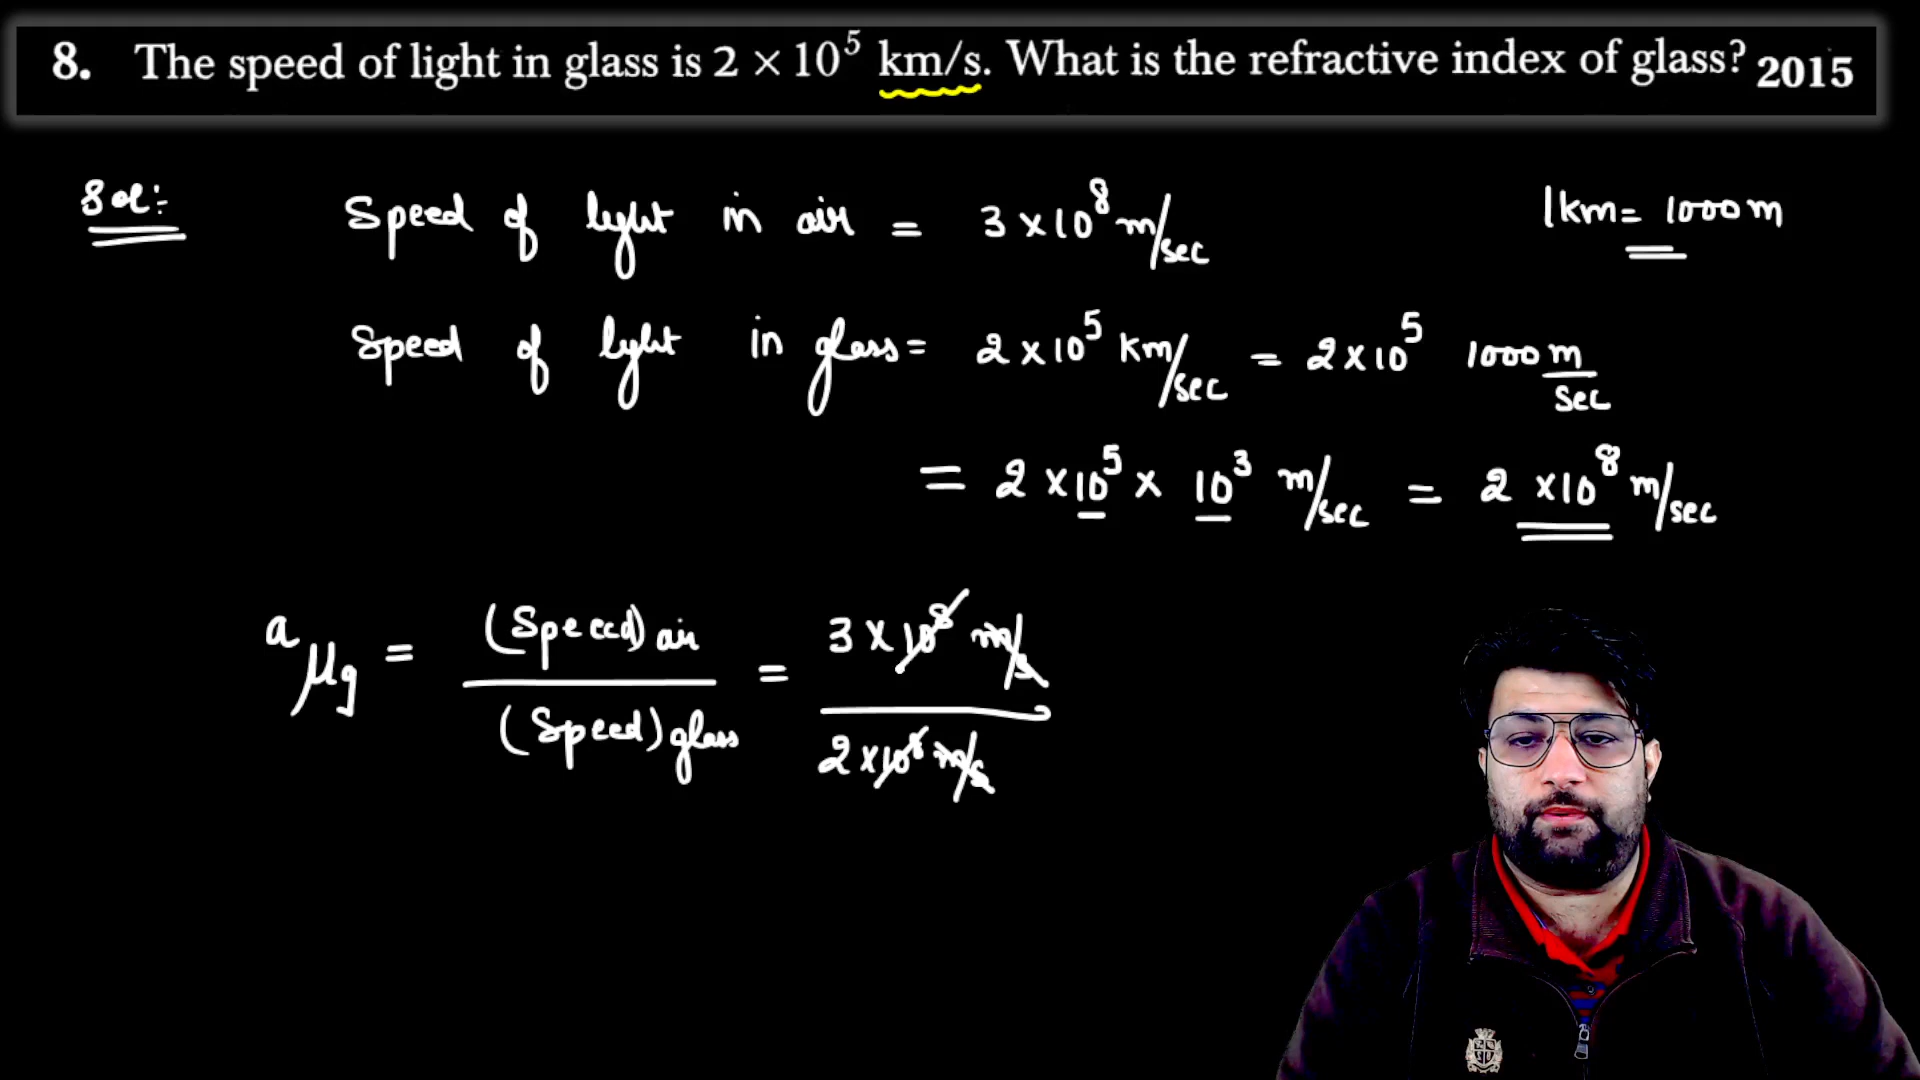 8. The speed of light in glass is 2 × 10⁵ km/s. What is the refractive index of glass? 2015
Sol:- Speed of light in air = 3 × 10⁸ m/sec 1 km = 1000 m
Speed of light in glass = 2 × 10⁵ km/sec = 2 × 10⁵ 1000 m/sec
= 2 × 10⁵ × 10³ m/sec = 2 × 10⁸ m/sec
ᵃμg = (Speed) air / (Speed) glass = 3 × 10⁸ m/s / 2 × 10⁸ m/s